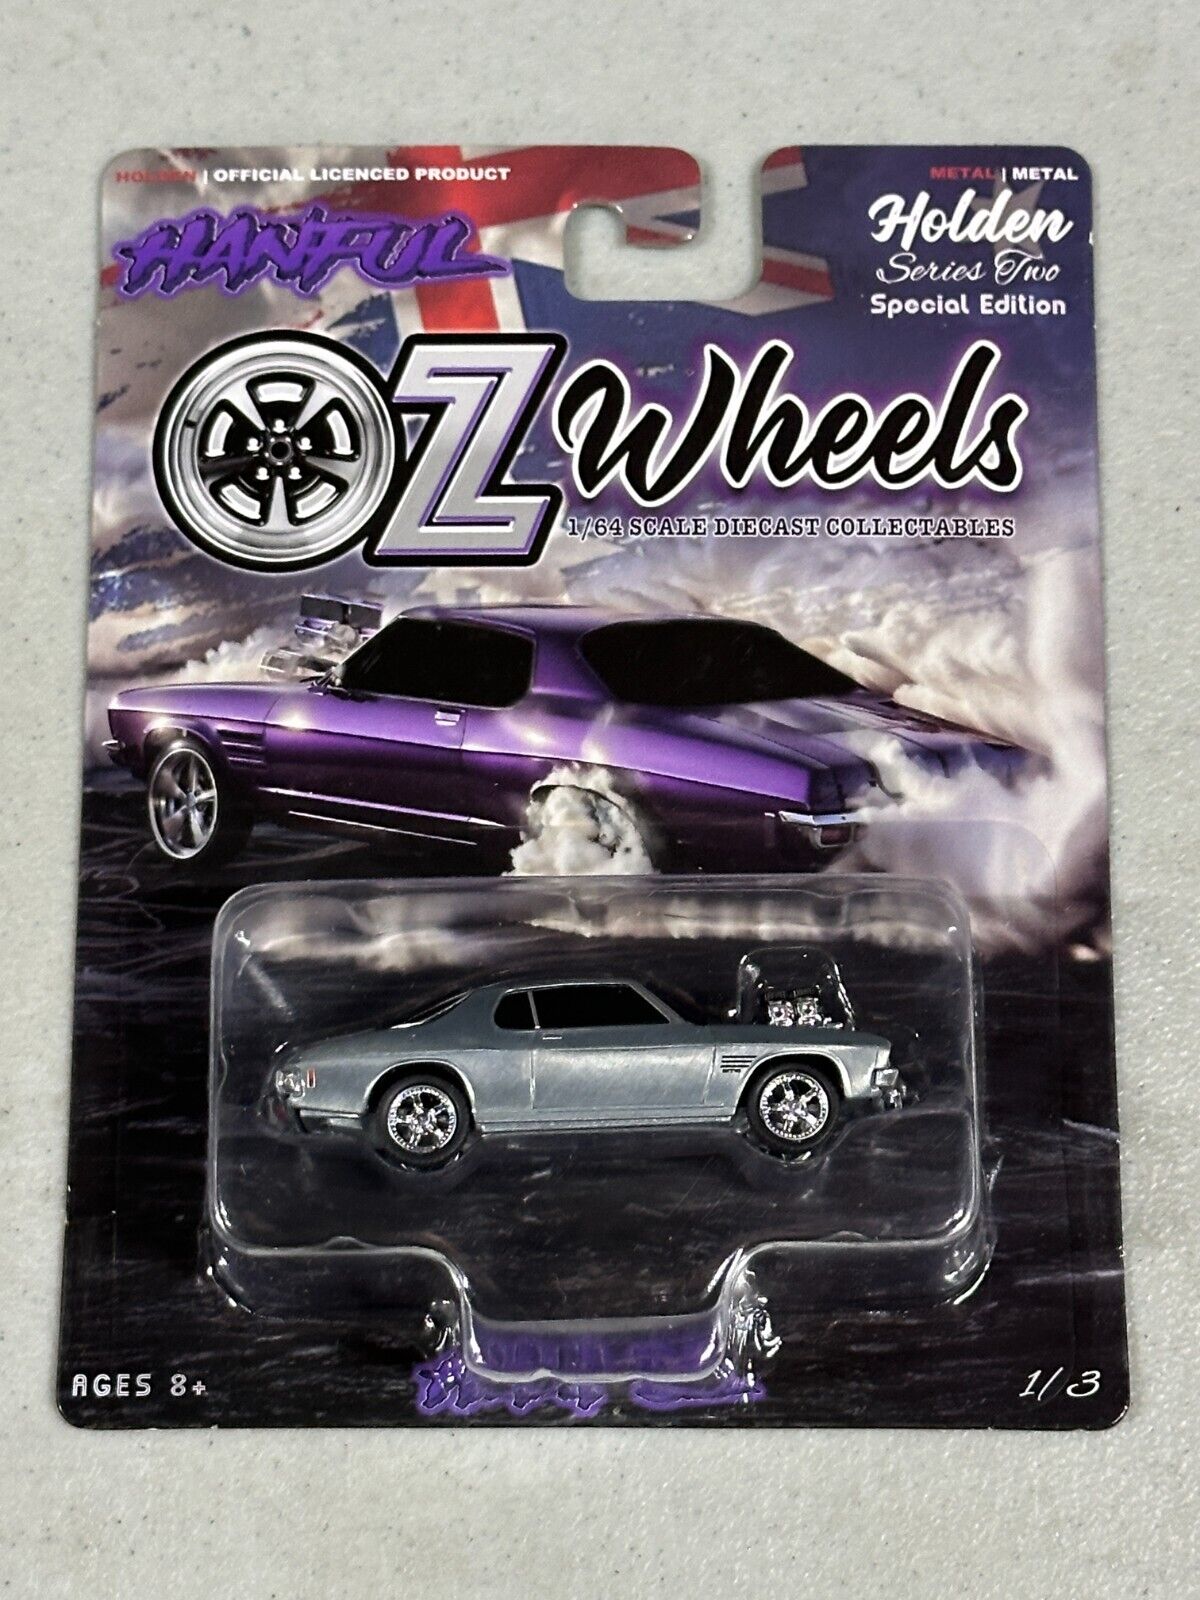 HOLDEN | OFFICIAL LICENCED PRODUCT
METAL | METAL
HANFUL
Holden
Series Two
Special Edition
OZ Wheels
1/64 SCALE DIECAST COLLECTABLES
AGES 8+
1/3